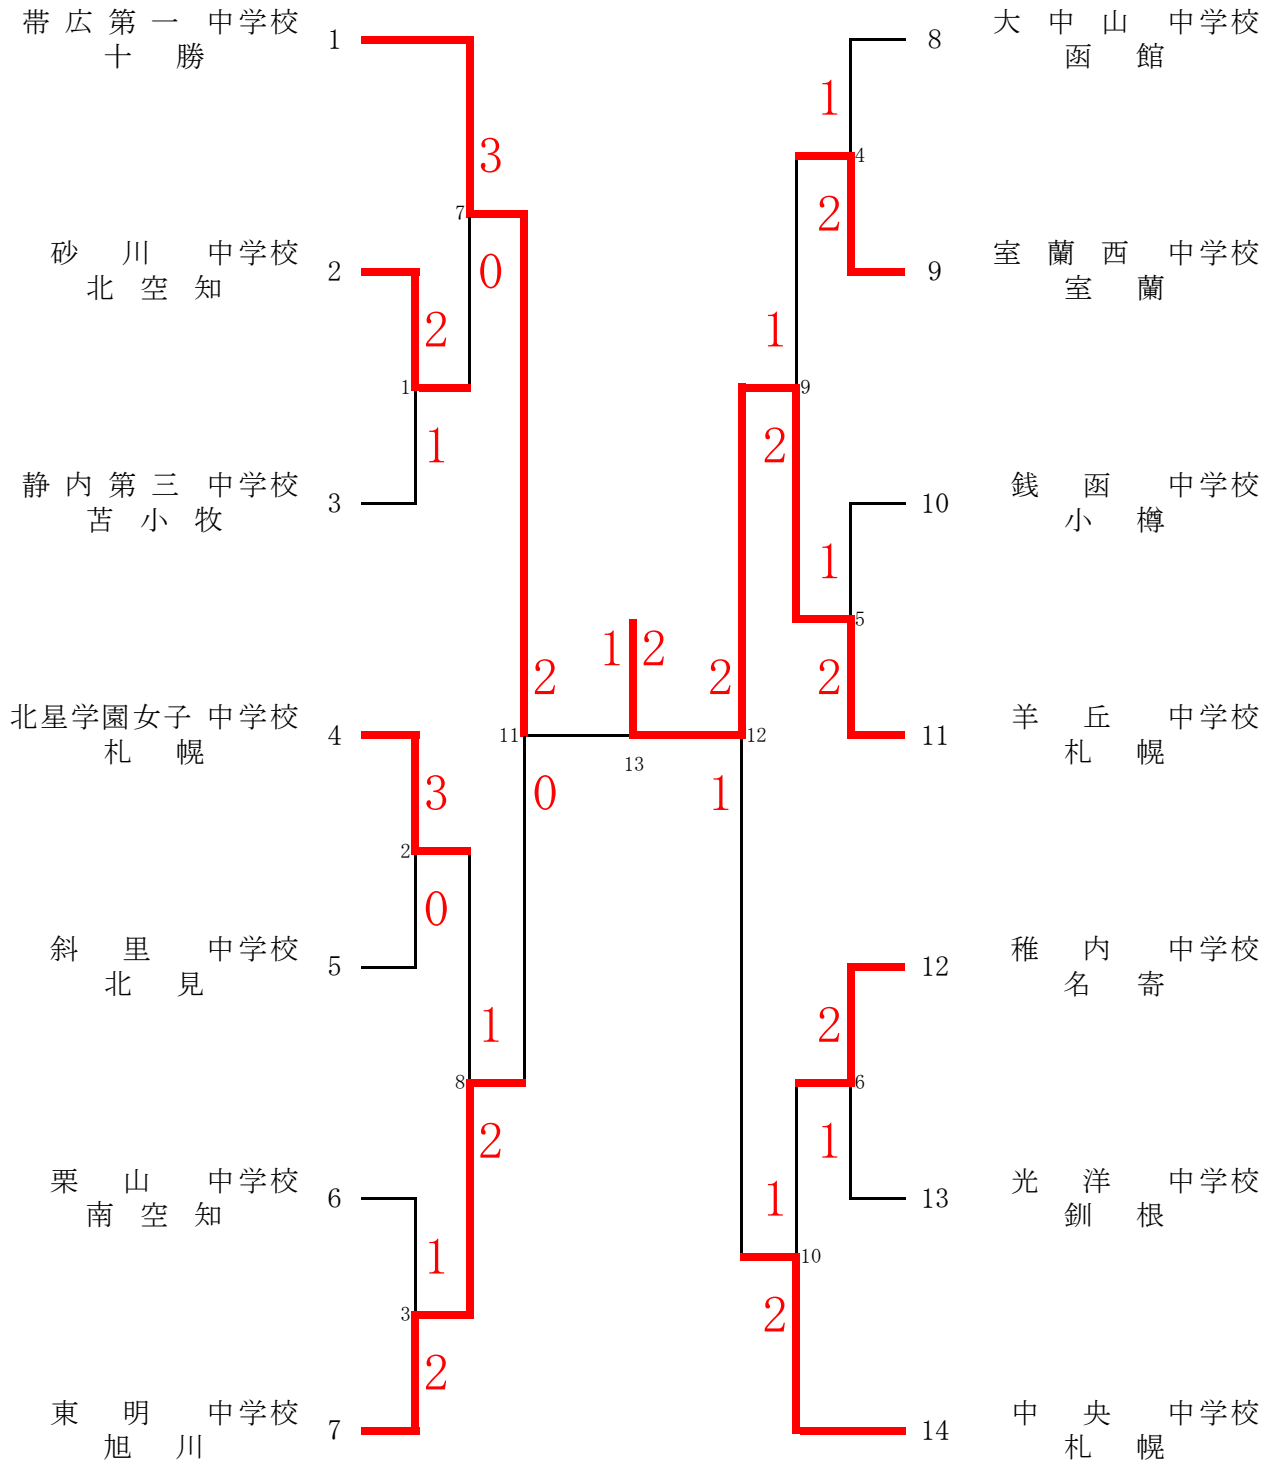 帯広第一 中学校
十勝
1
3
7
砂川 中学校
北空知
2
0
2
1
静内第三 中学校
苫小牧
3
1
北星学園女子 中学校
札幌
4
2
11
0
3
2
斜里 中学校
北見
5
0
1
8
栗山 中学校
南空知
6
2
1
3
東明 中学校
旭川
7
2
1 2
13
大中山 中学校
函館
8
1
4
2
室蘭西 中学校
室蘭
9
1
9
2
銭函 中学校
小樽
10
1
5
2
羊丘 中学校
札幌
11
2
12
1
稚内 中学校
名寄
12
2
6
1
光洋 中学校
釧根
13
1
10
2
中央 中学校
札幌
14